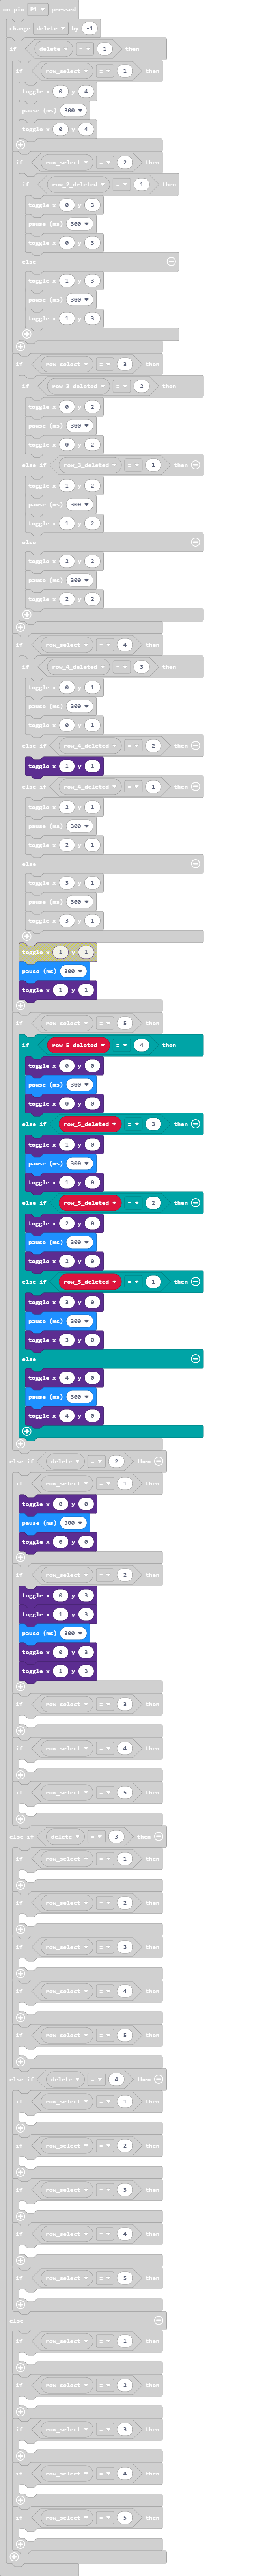 on pin P1 pressed
change delete by -1
if delete = 1 then
if row_select = 1 then
toggle x 0 y 4
pause (ms) 300
toggle x 0 y 4
if row_select = 2 then
if row_2_deleted = 1 then
toggle x 0 y 3
pause (ms) 300
toggle x 0 y 3
else
toggle x 1 y 3
pause (ms) 300
toggle x 1 y 3
if row_select = 3 then
if row_3_deleted = 2 then
toggle x 0 y 2
pause (ms) 300
toggle x 0 y 2
else if row_3_deleted = 1 then
toggle x 1 y 2
pause (ms) 300
toggle x 1 y 2
else
toggle x 2 y 2
pause (ms) 300
toggle x 2 y 2
if row_select = 4 then
if row_4_deleted = 3 then
toggle x 0 y 1
pause (ms) 300
toggle x 0 y 1
else if row_4_deleted = 2 then
toggle x 1 y 1
else if row_4_deleted = 1 then
toggle x 2 y 1
pause (ms) 300
toggle x 2 y 1
else
toggle x 3 y 1
pause (ms) 300
toggle x 3 y 1
toggle x 1 y 1
pause (ms) 300
toggle x 1 y 1
if row_select = 5 then
if row_5_deleted = 4 then
toggle x 0 y 0
pause (ms) 300
toggle x 0 y 0
else if row_5_deleted = 3 then
toggle x 1 y 0
pause (ms) 300
toggle x 1 y 0
else if row_5_deleted = 2 then
toggle x 2 y 0
pause (ms) 300
toggle x 2 y 0
else if row_5_deleted = 1 then
toggle x 3 y 0
pause (ms) 300
toggle x 3 y 0
else
toggle x 4 y 0
pause (ms) 300
toggle x 4 y 0
else if delete = 2 then
if row_select = 1 then
toggle x 0 y 0
pause (ms) 300
toggle x 0 y 0
if row_select = 2 then
toggle x 0 y 3
toggle x 1 y 3
pause (ms) 300
toggle x 0 y 3
toggle x 1 y 3
if row_select = 3 then
if row_select = 4 then
if row_select = 5 then
else if delete = 3 then
if row_select = 1 then
if row_select = 2 then
if row_select = 3 then
if row_select = 4 then
if row_select = 5 then
else if delete = 4 then
if row_select = 1 then
if row_select = 2 then
if row_select = 3 then
if row_select = 4 then
if row_select = 5 then
else
if row_select = 1 then
if row_select = 2 then
if row_select = 3 then
if row_select = 4 then
if row_select = 5 then